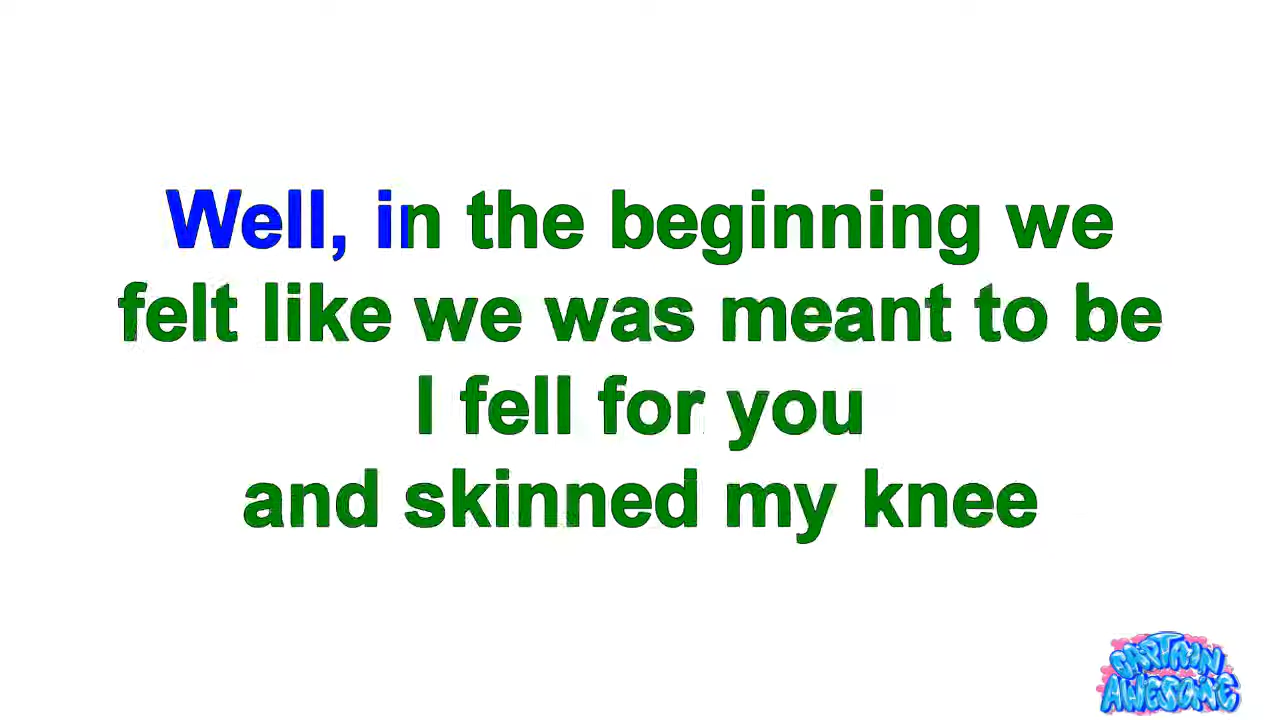 Well, in the beginning we
felt like we was meant to be
I fell for you
and skinned my knee
CAPTAIN
AWESOME